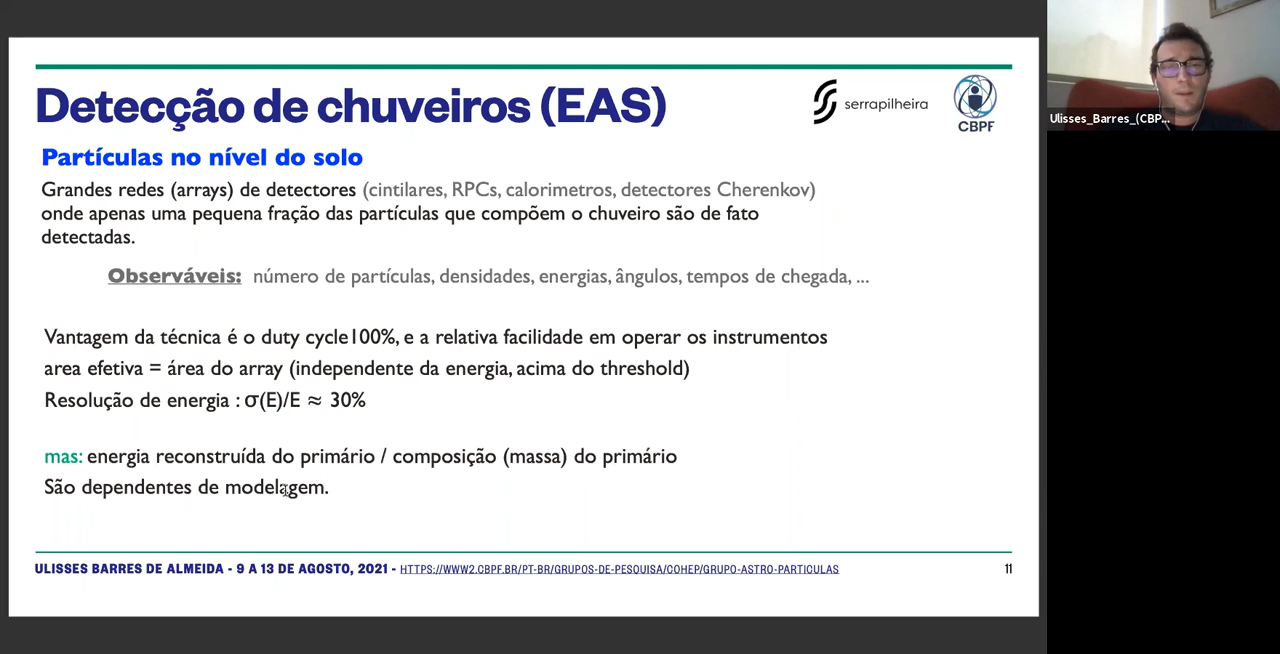 Detecção de chuveiros (EAS)
serrapilheira
CBPF
Partículas no nível do solo
Grandes redes (arrays) de detectores (cintilares, RPCs, calorimetros, detectores Cherenkov)
onde apenas uma pequena fração das partículas que compõem o chuveiro são de fato
detectadas.
Observáveis: número de partículas, densidades, energias, ângulos, tempos de chegada, ...
Vantagem da técnica é o duty cycle100%, e a relativa facilidade em operar os instrumentos
area efetiva = área do array (independente da energia, acima do threshold)
Resolução de energia : σ(E)/E ≈ 30%
mas: energia reconstruída do primário / composição (massa) do primário
São dependentes de modelagem.
ULISSES BARRES DE ALMEIDA - 9 A 13 DE AGOSTO, 2021 - HTTPS://WWW2.CBPF.BR/PT-BR/GRUPOS-DE-PESQUISA/COHEP/GRUPO-ASTRO-PARTICULAS
11
Ulisses_Barres_(CBP...